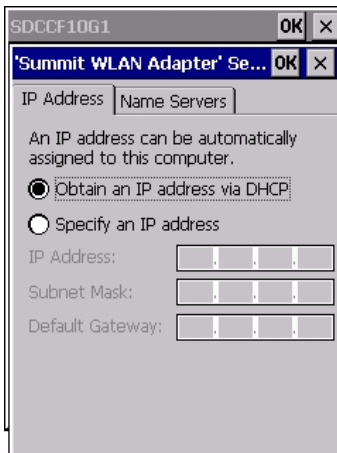 SDCCF10G1 OK ×
'Summit WLAN Adapter' Se... OK ×
IP Address Name Servers
An IP address can be automatically
assigned to this computer.
Obtain an IP address via DHCP
Specify an IP address
IP Address:
Subnet Mask:
Default Gateway: